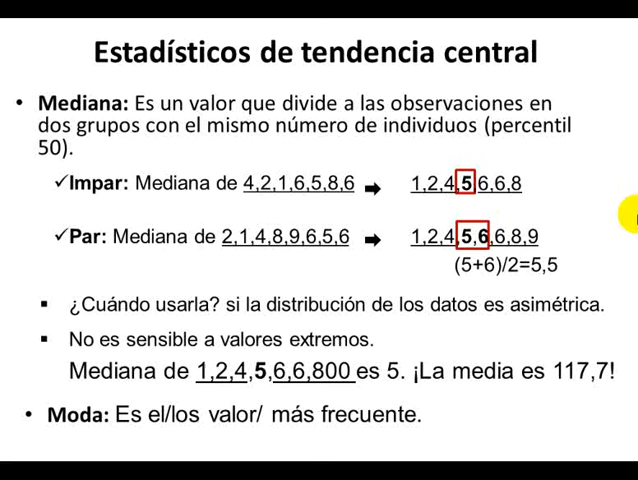 Estadísticos de tendencia central
• Mediana: Es un valor que divide a las observaciones en
dos grupos con el mismo número de individuos (percentil
50).
✓Impar: Mediana de 4,2,1,6,5,8,6 ➡ 1,2,4,5,6,6,8
✓Par: Mediana de 2,1,4,8,9,6,5,6 ➡ 1,2,4,5,6,6,8,9
(5+6)/2=5,5
▪ ¿Cuándo usarla? si la distribución de los datos es asimétrica.
▪ No es sensible a valores extremos.
Mediana de 1,2,4,5,6,6,800 es 5. ¡La media es 117,7!
• Moda: Es el/los valor/ más frecuente.